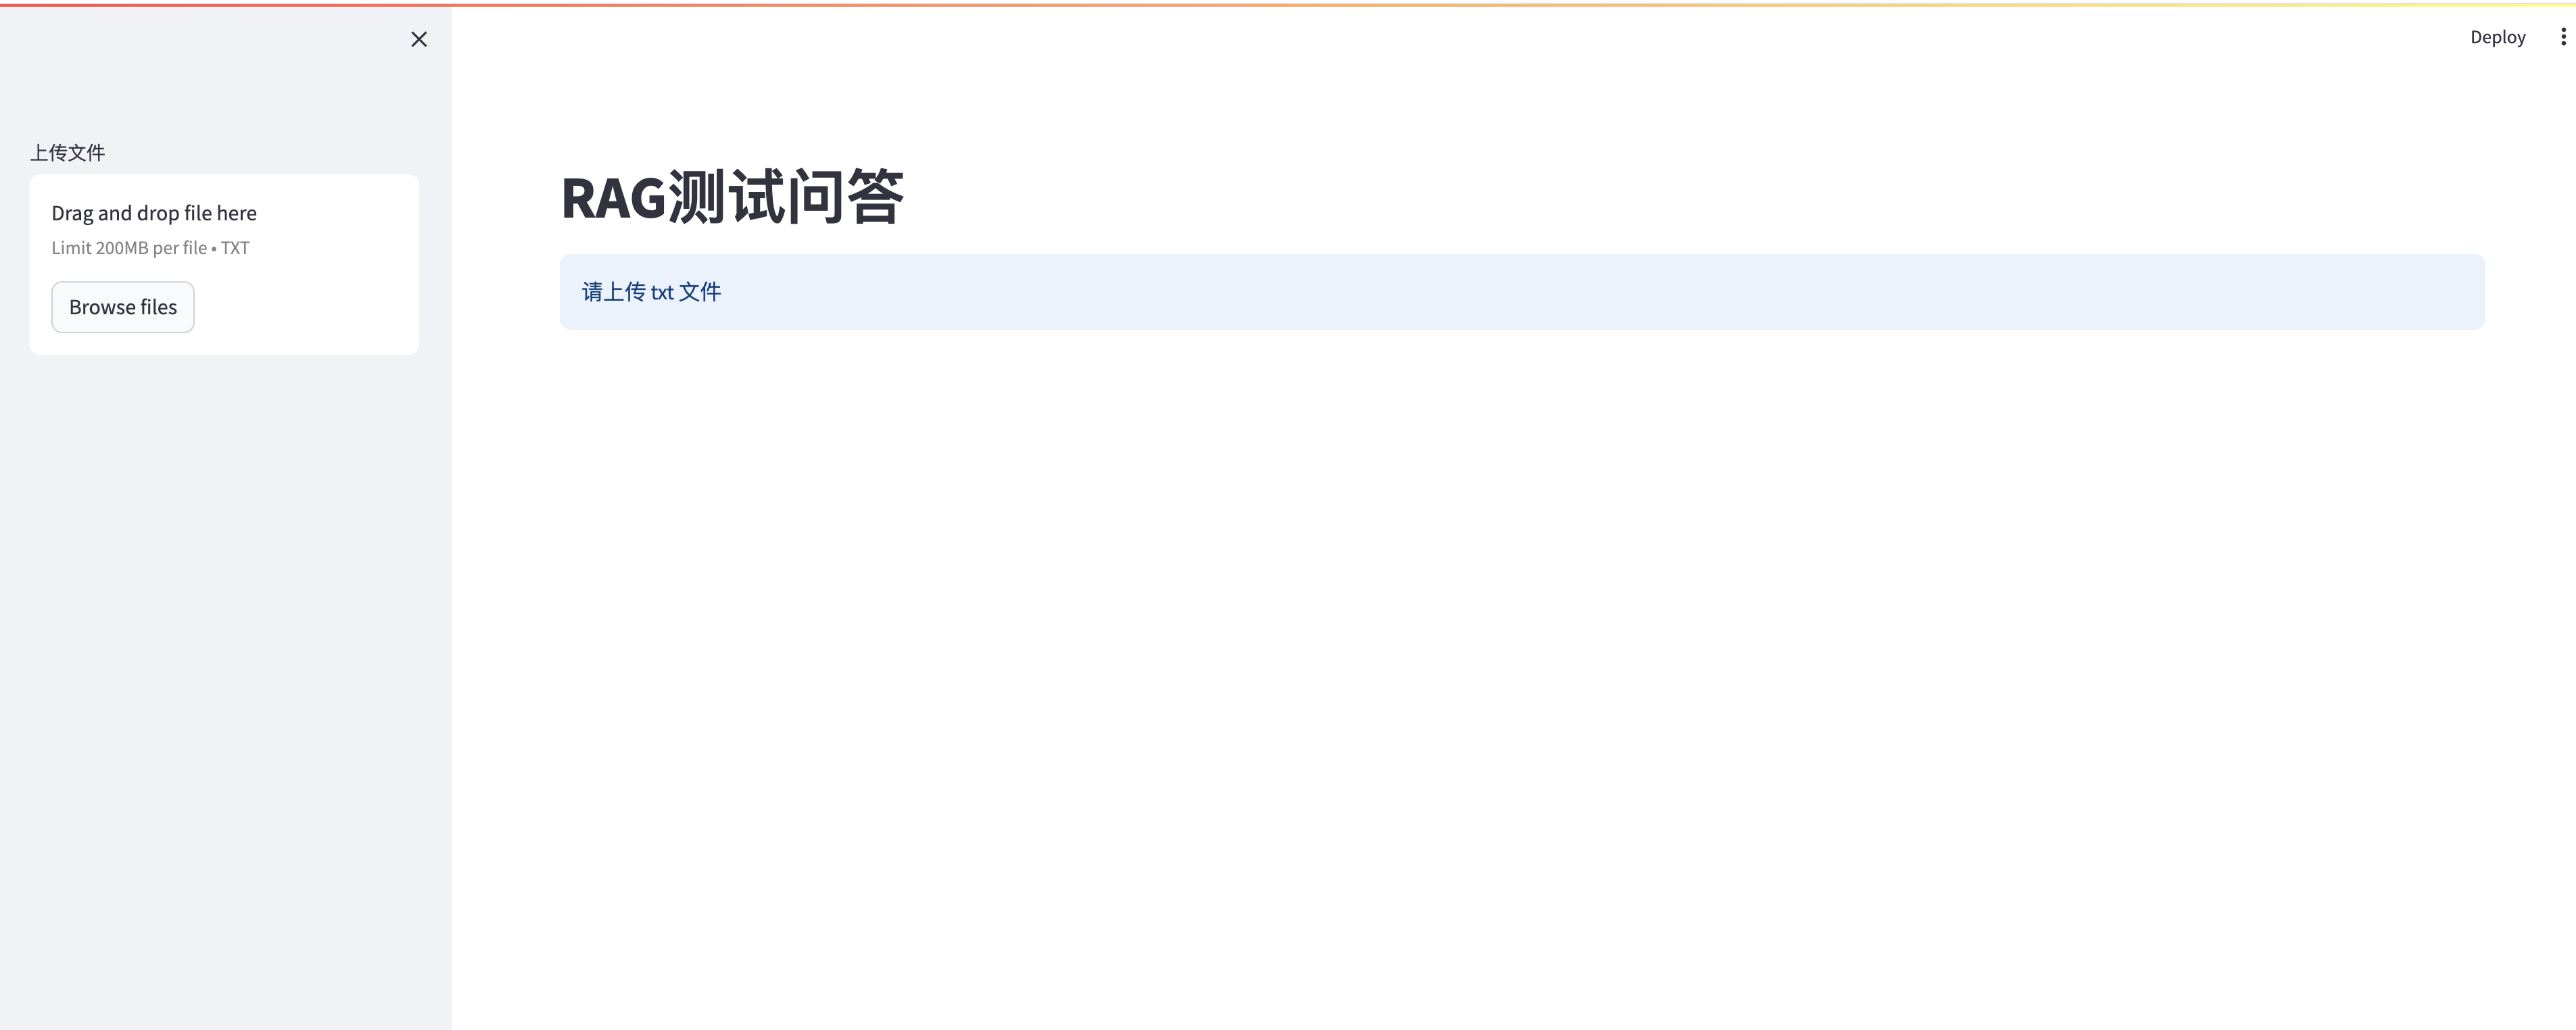 Deploy
上传文件
Drag and drop file here
Limit 200MB per file • TXT
Browse files
RAG测试问答
请上传 txt 文件